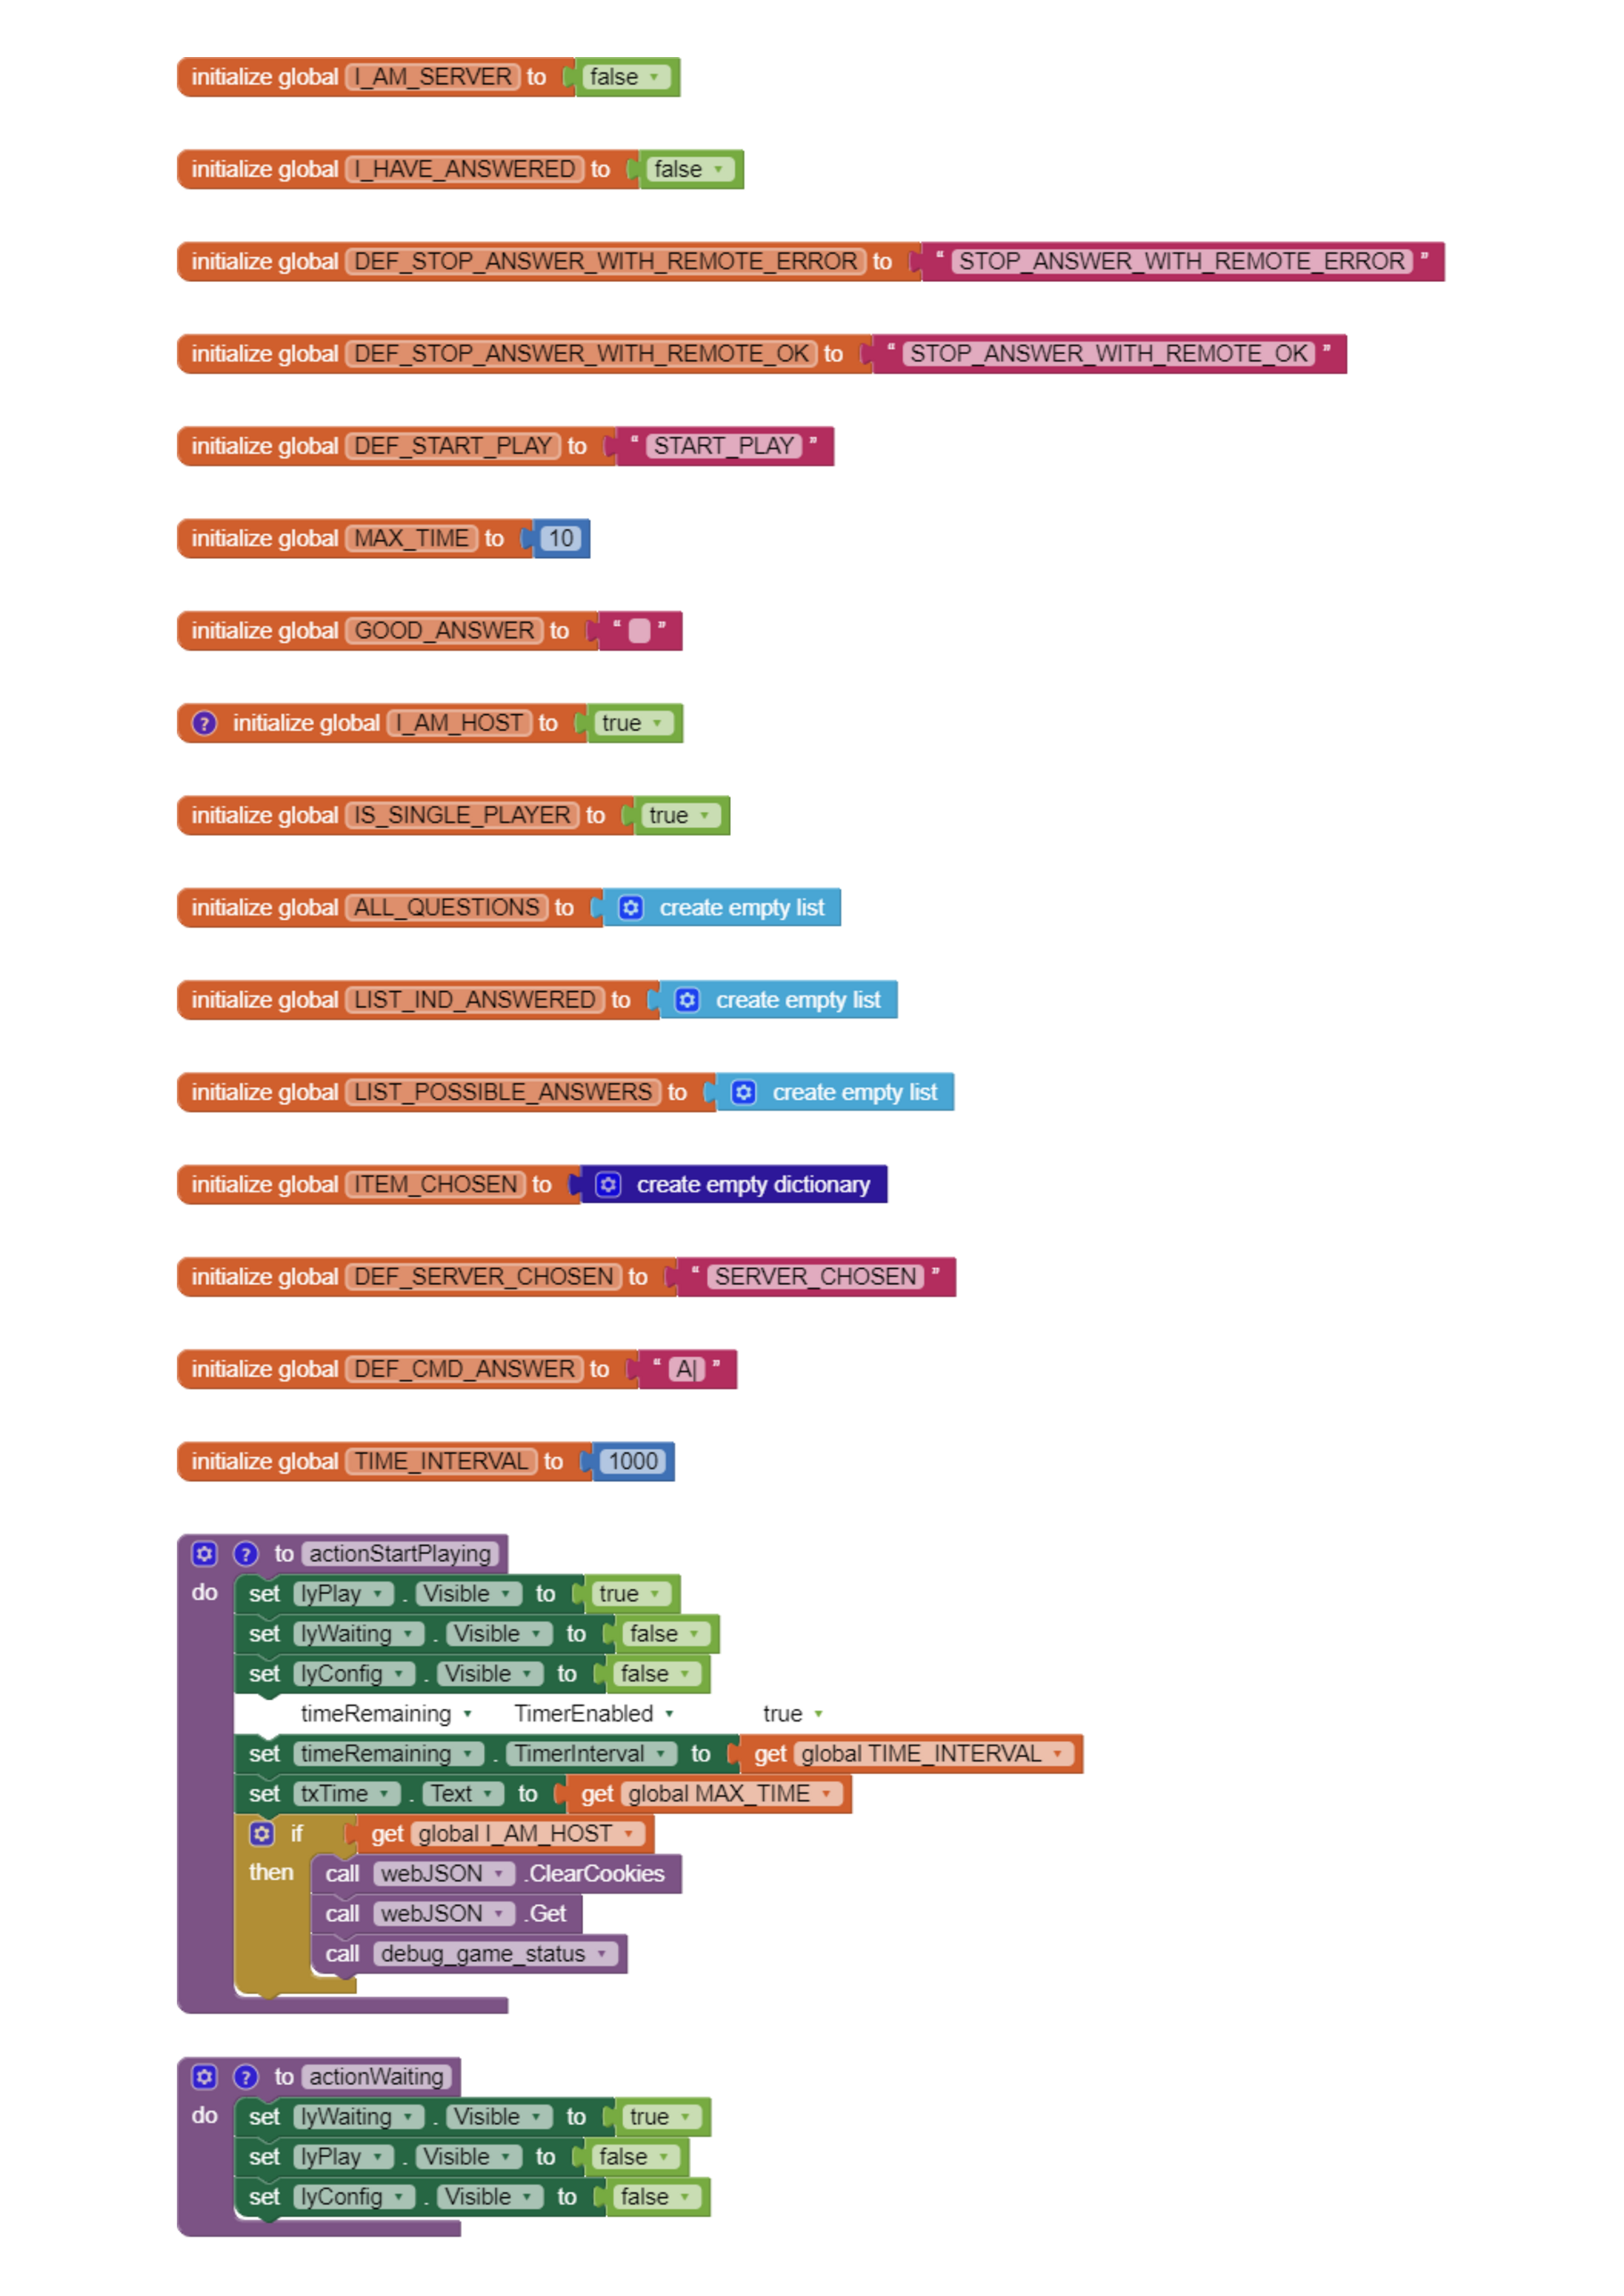 initialize global I_AM_SERVER to false
initialize global I_HAVE_ANSWERED to false
initialize global DEF_STOP_ANSWER_WITH_REMOTE_ERROR to “ STOP_ANSWER_WITH_REMOTE_ERROR ”
initialize global DEF_STOP_ANSWER_WITH_REMOTE_OK to “ STOP_ANSWER_WITH_REMOTE_OK ”
initialize global DEF_START_PLAY to “ START_PLAY ”
initialize global MAX_TIME to 10
initialize global GOOD_ANSWER to “ ”
? initialize global I_AM_HOST to true
initialize global IS_SINGLE_PLAYER to true
initialize global ALL_QUESTIONS to create empty list
initialize global LIST_IND_ANSWERED to create empty list
initialize global LIST_POSSIBLE_ANSWERS to create empty list
initialize global ITEM_CHOSEN to create empty dictionary
initialize global DEF_SERVER_CHOSEN to “ SERVER_CHOSEN ”
initialize global DEF_CMD_ANSWER to “ A| ”
initialize global TIME_INTERVAL to 1000
? to actionStartPlaying
do set lyPlay . Visible to true
set lyWaiting . Visible to false
set lyConfig . Visible to false
timeRemaining TimerEnabled true
set timeRemaining . TimerInterval to get global TIME_INTERVAL
set txTime . Text to get global MAX_TIME
if get global I_AM_HOST
then call webJSON .ClearCookies
call webJSON .Get
call debug_game_status
? to actionWaiting
do set lyWaiting . Visible to true
set lyPlay . Visible to false
set lyConfig . Visible to false